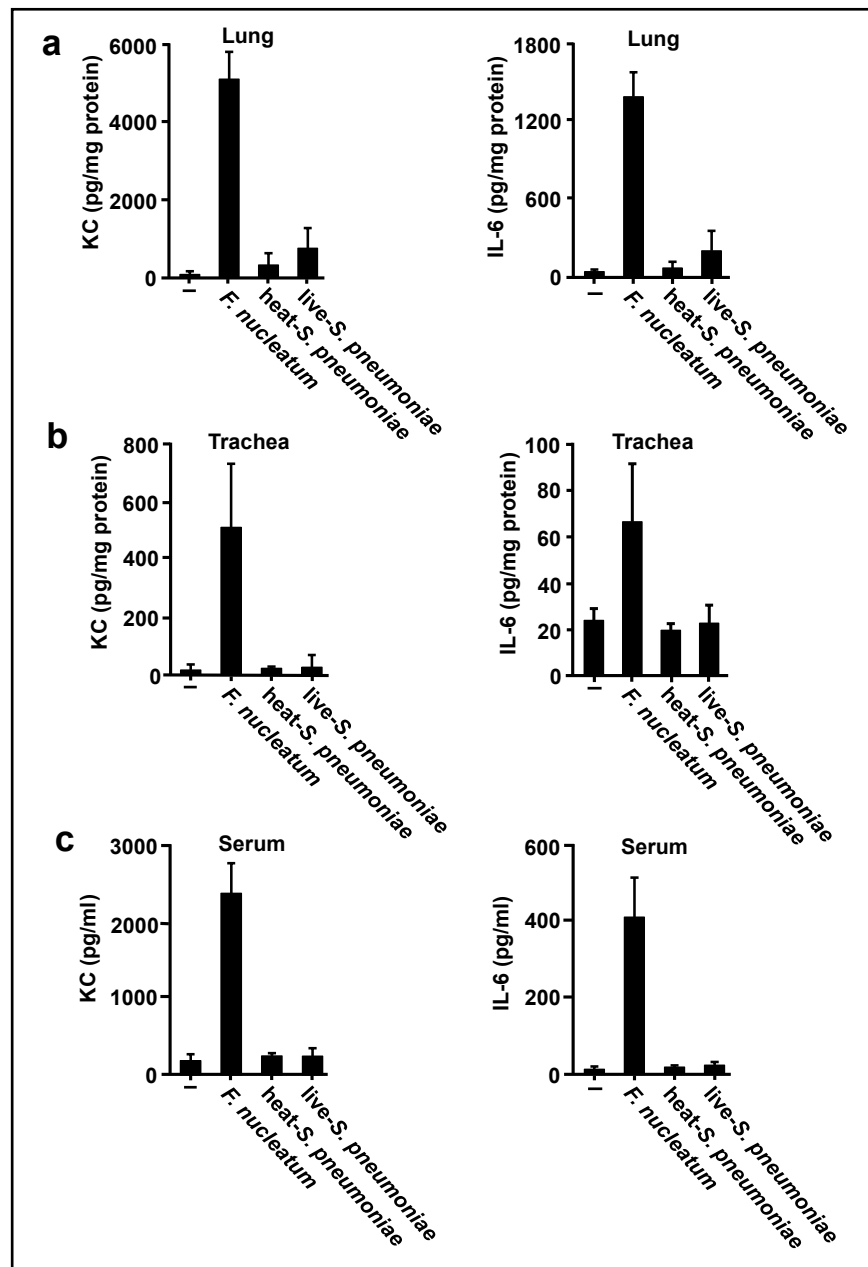 a
Lung
KC (pg/mg protein)
6000
4000
2000
0
–
F. nucleatum
heat-S. pneumoniae
live-S. pneumoniae
Lung
IL-6 (pg/mg protein)
1800
1200
600
0
–
F. nucleatum
heat-S. pneumoniae
live-S. pneumoniae
b
Trachea
KC (pg/mg protein)
800
600
400
200
0
–
F. nucleatum
heat-S. pneumoniae
live-S. pneumoniae
Trachea
IL-6 (pg/mg protein)
100
80
60
40
20
0
–
F. nucleatum
heat-S. pneumoniae
live-S. pneumoniae
c
Serum
KC (pg/ml)
3000
2000
1000
0
–
F. nucleatum
heat-S. pneumoniae
live-S. pneumoniae
Serum
IL-6 (pg/ml)
600
400
200
0
–
F. nucleatum
heat-S. pneumoniae
live-S. pneumoniae